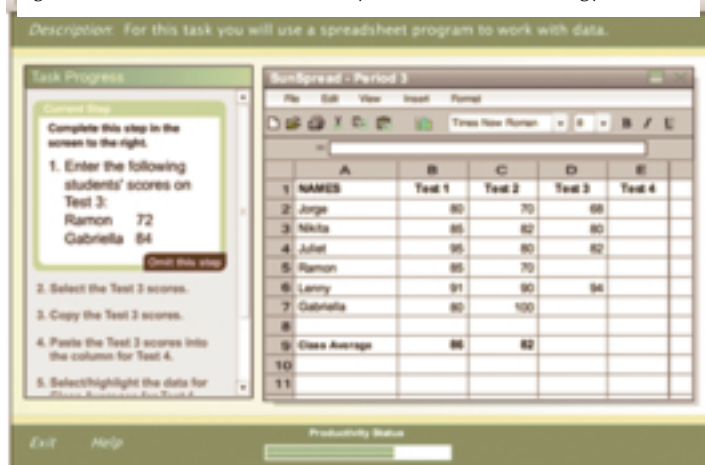 Description: For this task you will use a spreadsheet program to work with data.
Task Progress
Current Step
Complete this step in the
screen to the right.
1. Enter the following
students' scores on
Test 3:
Ramon 72
Gabriella 84
Omit this step
2. Select the Test 3 scores.
3. Copy the Test 3 scores.
4. Paste the Test 3 scores into
the column for Test 4.
5. Select/highlight the data for
SunSpread - Period 3
File Edit View Insert Format
Times New Roman 8 B I U
=
A B C D E
1 NAMES Test 1 Test 2 Test 3 Test 4
2 Jorge 80 70 68
3 Nikita 85 82 80
4 Juliet 95 80 82
5 Ramon 85 70
6 Lenny 91 90 94
7 Gabriella 80 100
8
9 Class Average 86 82
10
11
Exit Help
Productivity Status